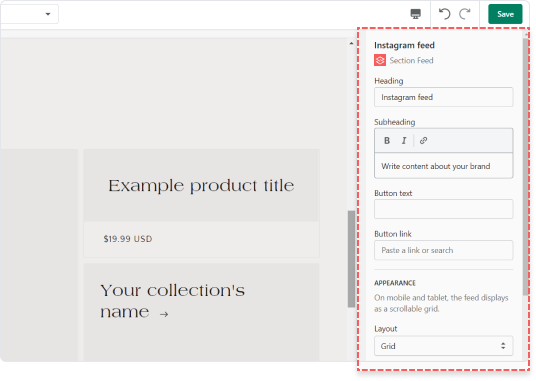 Save
Instagram feed
Section Feed
Heading
Instagram feed
Subheading
B I
Write content about your brand
Button text
Button link
Paste a link or search
APPEARANCE
On mobile and tablet, the feed displays
as a scrollable grid.
Layout
Grid
Example product title
$19.99 USD
Your collection's
name →